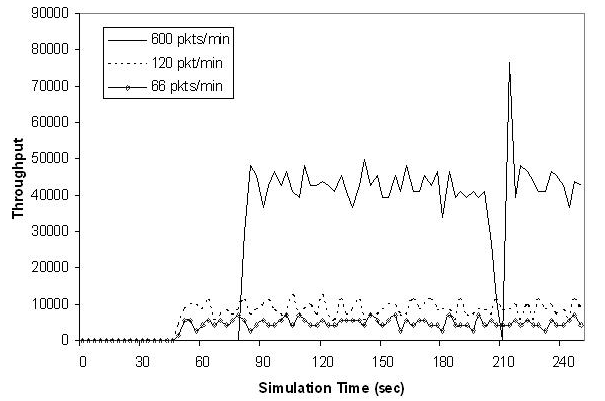 90000
80000
70000
60000
50000
40000
30000
20000
10000
0
Throughput
600 pkts/min
120 pkt/min
66 pkts/min
0 30 60 90 120 150 180 210 240
Simulation Time (sec)